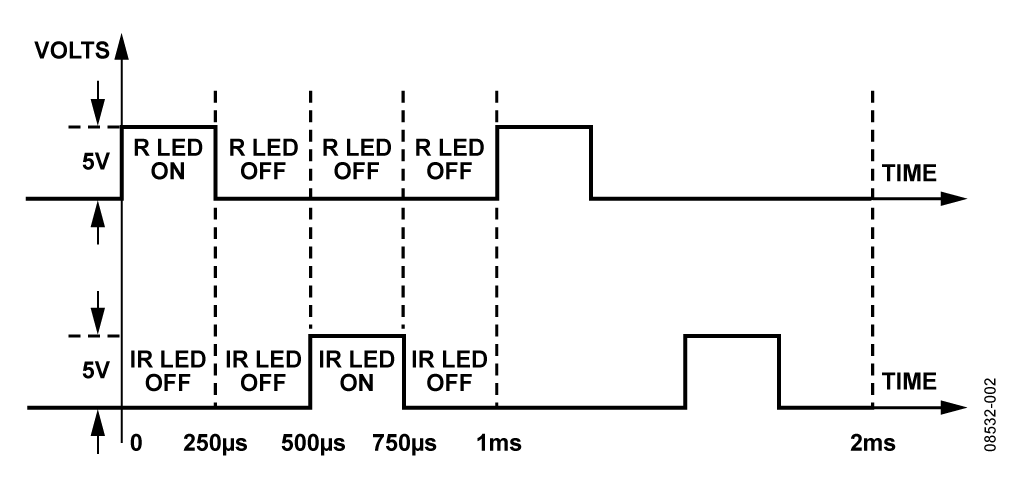 VOLTS
5V
R LED
ON
R LED
OFF
R LED
OFF
R LED
OFF
TIME
5V
IR LED
OFF
IR LED
OFF
IR LED
ON
IR LED
OFF
TIME
0 250µs 500µs 750µs 1ms 2ms
08532-002